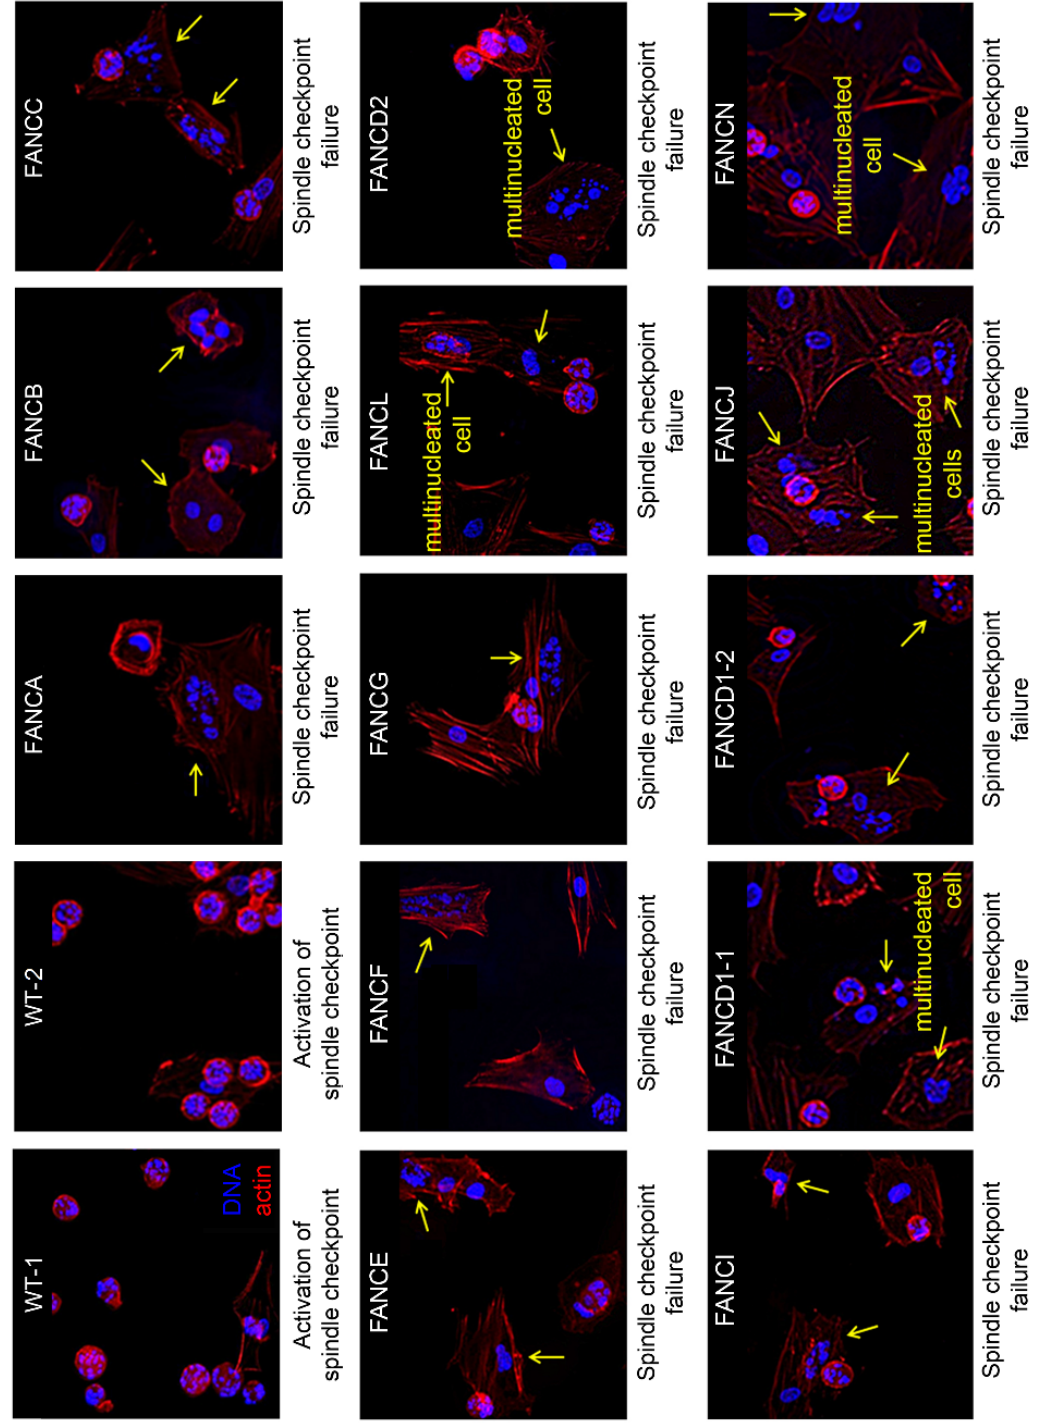 WT-1
DNA
actin
Activation of
spindle checkpoint
WT-2
Activation of
spindle checkpoint
FANCA
Spindle checkpoint
failure
FANCB
Spindle checkpoint
failure
FANCC
Spindle checkpoint
failure
FANCE
Spindle checkpoint
failure
FANCF
Spindle checkpoint
failure
FANCG
Spindle checkpoint
failure
FANCL
multinucleated
cell
Spindle checkpoint
failure
FANCD2
multinucleated
cell
Spindle checkpoint
failure
FANCI
Spindle checkpoint
failure
FANCD1-1
multinucleated
cell
Spindle checkpoint
failure
FANCD1-2
Spindle checkpoint
failure
FANCJ
multinucleated
cells
Spindle checkpoint
failure
FANCN
multinucleated
cell
Spindle checkpoint
failure